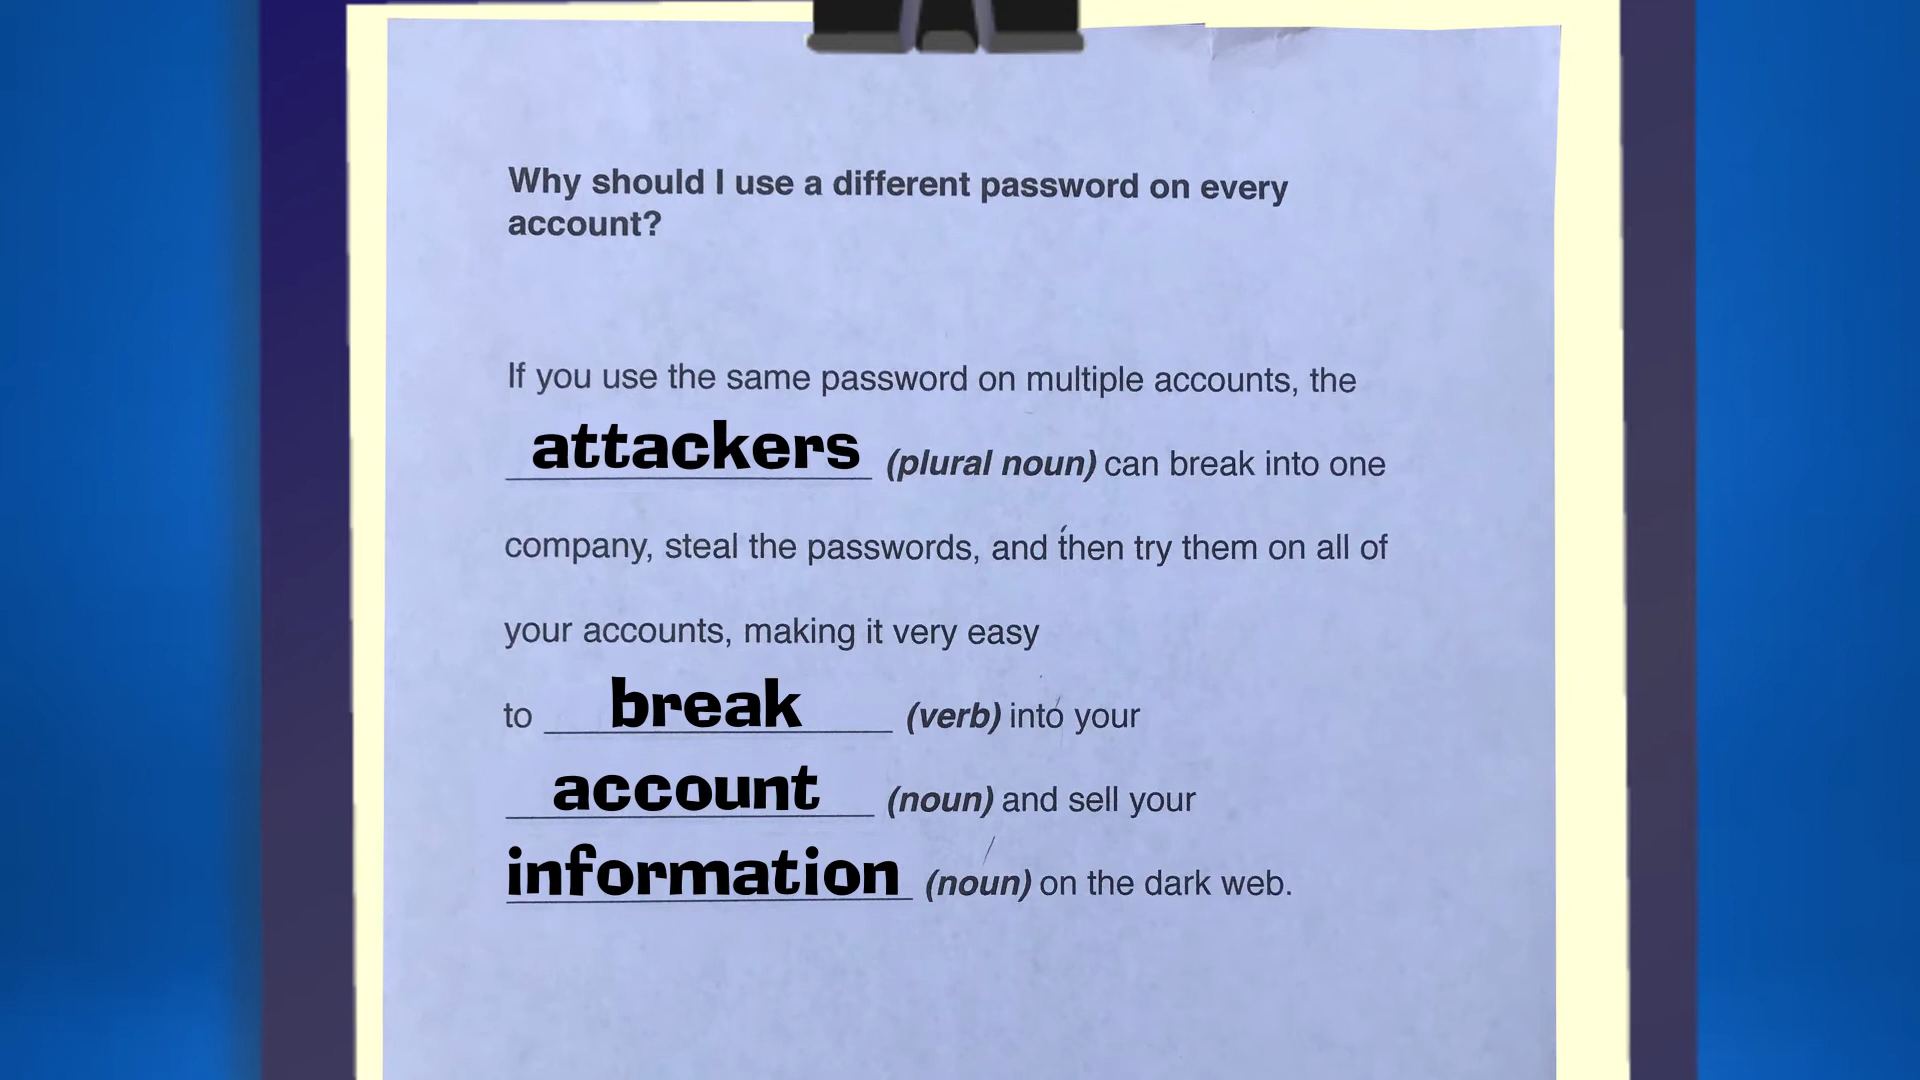 Why should I use a different password on every
account?
If you use the same password on multiple accounts, the
attackers (plural noun) can break into one
company, steal the passwords, and then try them on all of
your accounts, making it very easy
to break (verb) into your
account (noun) and sell your
information (noun) on the dark web.